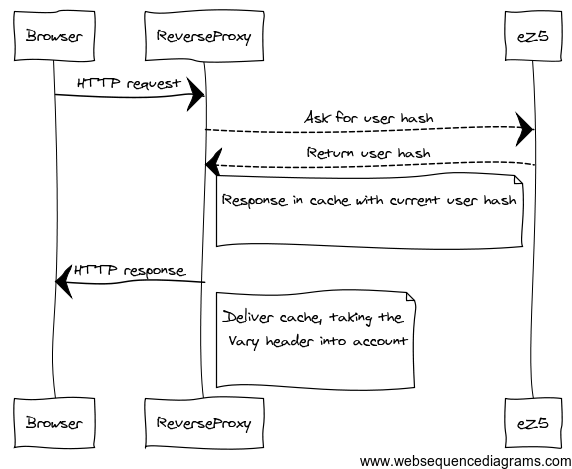 Browser
ReverseProxy
eZ5
HTTP request
Ask for user hash
Return user hash
Response in cache with current user hash
HTTP response
Deliver cache, taking the
Vary header into account
Browser
ReverseProxy
eZ5
www.websequencediagrams.com